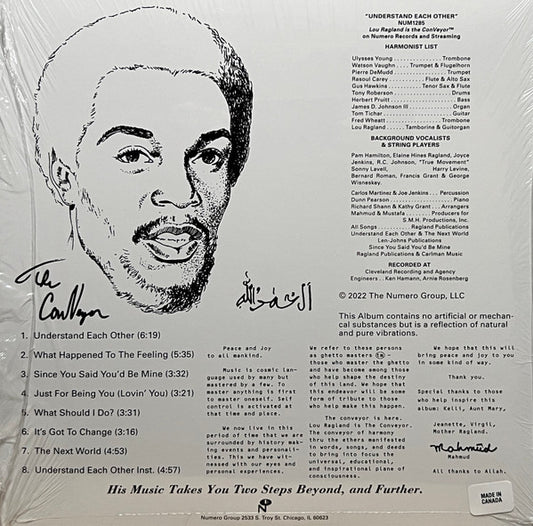 "UNDERSTAND EACH OTHER"
NUM1285
Lou Ragland is the ConVeyor™
on Numero Records and Streaming
HARMONIST LIST
Ulysses Young . . . . . . . . . . . . . . . Trombone
Watson Vaughn . . . . Trumpet & Flugelhorn
Pierre DeMudd . . . . . . . . . . . . . . . Trumpet
Rasoul Carey . . . . . . . . . . Flute & Alto Sax
Gus Hawkins . . . . . . . . . . Tenor Sax & Flute
Tony Roberson . . . . . . . . . . . . . . . . Drums
Herbert Pruitt . . . . . . . . . . . . . . . . . . Bass
James D. Johnson III . . . . . . . . . . . . Organ
Tom Tichar . . . . . . . . . . . . . . . . . . . Guitar
Fred Wheatt . . . . . . . . . . . . . . . . Trombone
Lou Ragland . . . . . . Tamborine & Guitorgan
BACKGROUND VOCALISTS
& STRING PLAYERS
Pam Hamilton, Elaine Hines Ragland, Joyce
Jenkins, R.C. Johnson, "True Movement"
Sonny Lavell, Harry Levine,
Bernard Roman, Francis Grant & George
Wisneskey.
Carlos Martinez & Joe Jenkins . . . Percussion
Dunn Pearson . . . . . . . . . . . . . . . . . . Piano
Richard Shann & Kathy Grant . . . Arrangers
Mahmud & Mustafa . . . . . . . . Producers for
S.M.H. Productions, Inc.
All Songs . . . . . . . . . . Ragland Publications
Understand Each Other & The Next World
Len-Johns Publications
Since You Said You'd Be Mine
Ragland Publications & Carlman Music
RECORDED AT
Cleveland Recording and Agency
Engineers . . Ken Hamann, Arnie Rosenberg
The
ConVeyor
© 2022 The Numero Group, LLC
This Album contains no artificial or mechan-
cal substances but is a reflection of natural
and pure vibrations.
1. Understand Each Other (6:19)
2. What Happened To The Feeling (5:35)
3. Since You Said You'd Be Mine (3:32)
4. Just For Being You (Lovin' You) (3:21)
5. What Should I Do? (3:31)
6. It's Got To Change (3:16)
7. The Next World (4:53)
8. Understand Each Other Inst. (4:57)
Peace and Joy
to all mankind.
Music is cosmic lan-
guage used by many but
mastered by a few. To
master anything is first
to master oneself. Self
control is activated at
that time and place.
We now live in this
period of time that we are
surrounded by history mak-
ing events and personali-
ties. This we have wit-
nessed with our eyes and
personal experiences.
We refer to these persons
as ghetto masters
those who master the ghetto
and have become among those
who help shape the destiny
of this land. We hope that
this endeavor will be some
form of tribute to those
who help make this happen.
The conveyor is here.
Lou Ragland is the Conveyor.
The conveyor of harmony
thru the others manifested
in words, songs, and deeds
to bring into focus the
universal, educational,
and inspirational plane of
consciousness.
We hope that this will
bring peace and joy to you
in some kind of way.
Thank you.
Special thanks to those
who help inspire this
album: Kelli, Aunt Mary,
Jeanette, Virgil,
Mother Ragland.
Mahmūd
Mahmud
All thanks to Allah.
His Music Takes You Two Steps Beyond, and Further.
N
Numero Group 2533 S. Troy St. Chicago, IL 60623
MADE IN
CANADA